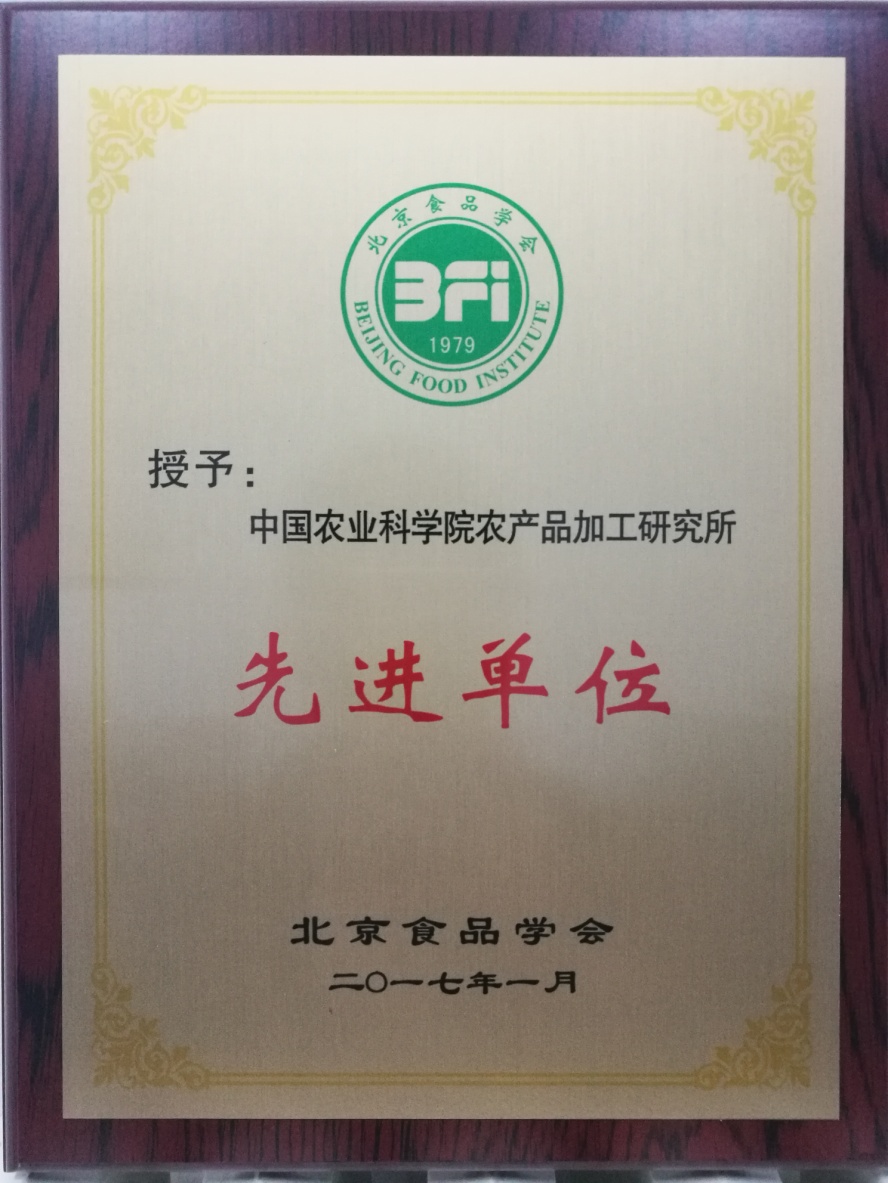 北京食品学会
BFi
1979
BEIJING FOOD INSTITUTE
授予：
中国农业科学院农产品加工研究所
先进单位
北京食品学会
二〇一七年一月